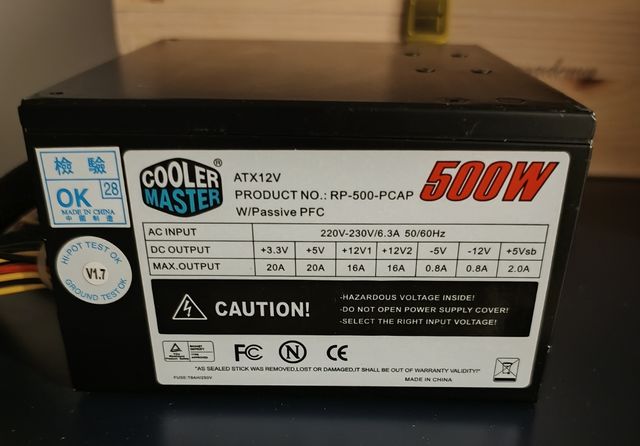 檢驗
OK
28
MADE IN CHINA
中國制造
HI-POT TEST OK
V1.7
GROUND TEST OK
COOLER MASTER®
ATX12V
PRODUCT NO.: RP-500-PCAP
W/Passive PFC
500W
AC INPUT 220V-230V/6.3A 50/60Hz
DC OUTPUT +3.3V +5V +12V1 +12V2 -5V -12V +5Vsb
MAX.OUTPUT 20A 20A 16A 16A 0.8A 0.8A 2.0A
CAUTION!
-HAZARDOUS VOLTAGE INSIDE!
-DO NOT OPEN POWER SUPPLY COVER!
-SELECT THE RIGHT INPUT VOLTAGE!
FC N CE
"AS SEALED STICK WAS REMOVED,LOST OR DAMAGED,IT SHALL BE OUT OF WARRANTY VALIDITY!"
FUSE:T6AH/250V
MADE IN CHINA